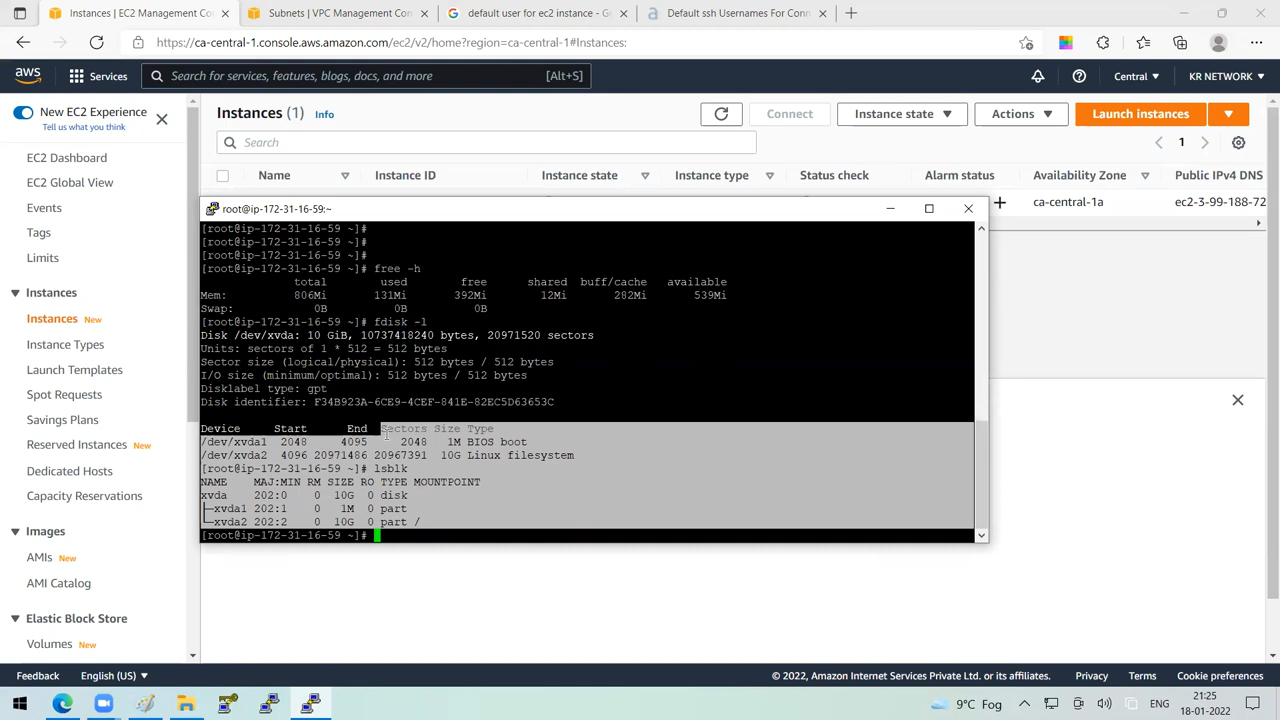 Instances | EC2 Management Co
Subnets | VPC Management Con
default user for ec2 instance - Go
Default ssh Usernames For Conn
https://ca-central-1.console.aws.amazon.com/ec2/v2/home?region=ca-central-1#Instances:
aws
Services
Search for services, features, blogs, docs, and more
[Alt+S]
Central
KR NETWORK
New EC2 Experience
Tell us what you think
EC2 Dashboard
EC2 Global View
Events
Tags
Limits
Instances
Instances New
Instance Types
Launch Templates
Spot Requests
Savings Plans
Reserved Instances New
Dedicated Hosts
Capacity Reservations
Images
AMIs New
AMI Catalog
Elastic Block Store
Volumes New
Instances (1) Info
Connect
Instance state
Actions
Launch instances
Search
1
Name
Instance ID
Instance state
Instance type
Status check
Alarm status
Availability Zone
Public IPv4 DNS
ca-central-1a
ec2-3-99-188-72
root@ip-172-31-16-59:~
[root@ip-172-31-16-59 ~]#
[root@ip-172-31-16-59 ~]#
[root@ip-172-31-16-59 ~]#
[root@ip-172-31-16-59 ~]# free -h
total used free shared buff/cache available
Mem: 806Mi 131Mi 392Mi 12Mi 282Mi 539Mi
Swap: 0B 0B 0B
[root@ip-172-31-16-59 ~]# fdisk -l
Disk /dev/xvda: 10 GiB, 10737418240 bytes, 20971520 sectors
Units: sectors of 1 * 512 = 512 bytes
Sector size (logical/physical): 512 bytes / 512 bytes
I/O size (minimum/optimal): 512 bytes / 512 bytes
Disklabel type: gpt
Disk identifier: F34B923A-6CE9-4CEF-841E-82EC5D63653C
Device Start End Sectors Size Type
/dev/xvda1 2048 4095 2048 1M BIOS boot
/dev/xvda2 4096 20971486 20967391 10G Linux filesystem
[root@ip-172-31-16-59 ~]# lsblk
NAME MAJ:MIN RM SIZE RO TYPE MOUNTPOINT
xvda 202:0 0 10G 0 disk
├─xvda1 202:1 0 1M 0 part
└─xvda2 202:2 0 10G 0 part /
[root@ip-172-31-16-59 ~]#
Feedback
English (US)
© 2022, Amazon Internet Services Private Ltd. or its affiliates.
Privacy
Terms
Cookie preferences
9°C Fog
ENG
21:25
18-01-2022